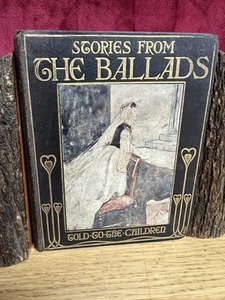 STORIES FROM
THE BALLADS
TOLD·TO·THE·CHILDREN